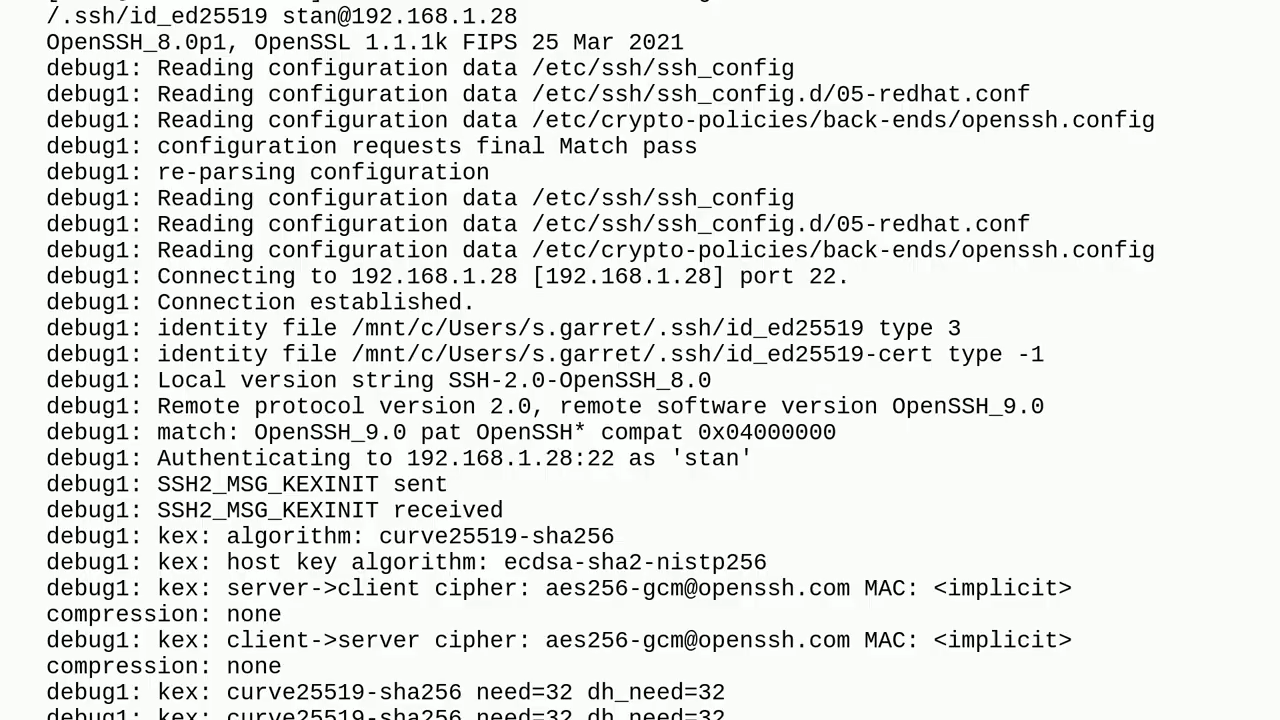 /.ssh/id_ed25519 stan@192.168.1.28
OpenSSH_8.0p1, OpenSSL 1.1.1k FIPS 25 Mar 2021
debug1: Reading configuration data /etc/ssh/ssh_config
debug1: Reading configuration data /etc/ssh/ssh_config.d/05-redhat.conf
debug1: Reading configuration data /etc/crypto-policies/back-ends/openssh.config
debug1: configuration requests final Match pass
debug1: re-parsing configuration
debug1: Reading configuration data /etc/ssh/ssh_config
debug1: Reading configuration data /etc/ssh/ssh_config.d/05-redhat.conf
debug1: Reading configuration data /etc/crypto-policies/back-ends/openssh.config
debug1: Connecting to 192.168.1.28 [192.168.1.28] port 22.
debug1: Connection established.
debug1: identity file /mnt/c/Users/s.garret/.ssh/id_ed25519 type 3
debug1: identity file /mnt/c/Users/s.garret/.ssh/id_ed25519-cert type -1
debug1: Local version string SSH-2.0-OpenSSH_8.0
debug1: Remote protocol version 2.0, remote software version OpenSSH_9.0
debug1: match: OpenSSH_9.0 pat OpenSSH* compat 0x04000000
debug1: Authenticating to 192.168.1.28:22 as 'stan'
debug1: SSH2_MSG_KEXINIT sent
debug1: SSH2_MSG_KEXINIT received
debug1: kex: algorithm: curve25519-sha256
debug1: kex: host key algorithm: ecdsa-sha2-nistp256
debug1: kex: server->client cipher: aes256-gcm@openssh.com MAC: <implicit>
compression: none
debug1: kex: client->server cipher: aes256-gcm@openssh.com MAC: <implicit>
compression: none
debug1: kex: curve25519-sha256 need=32 dh_need=32
debug1: kex: curve25519-sha256 need=32 dh_need=32